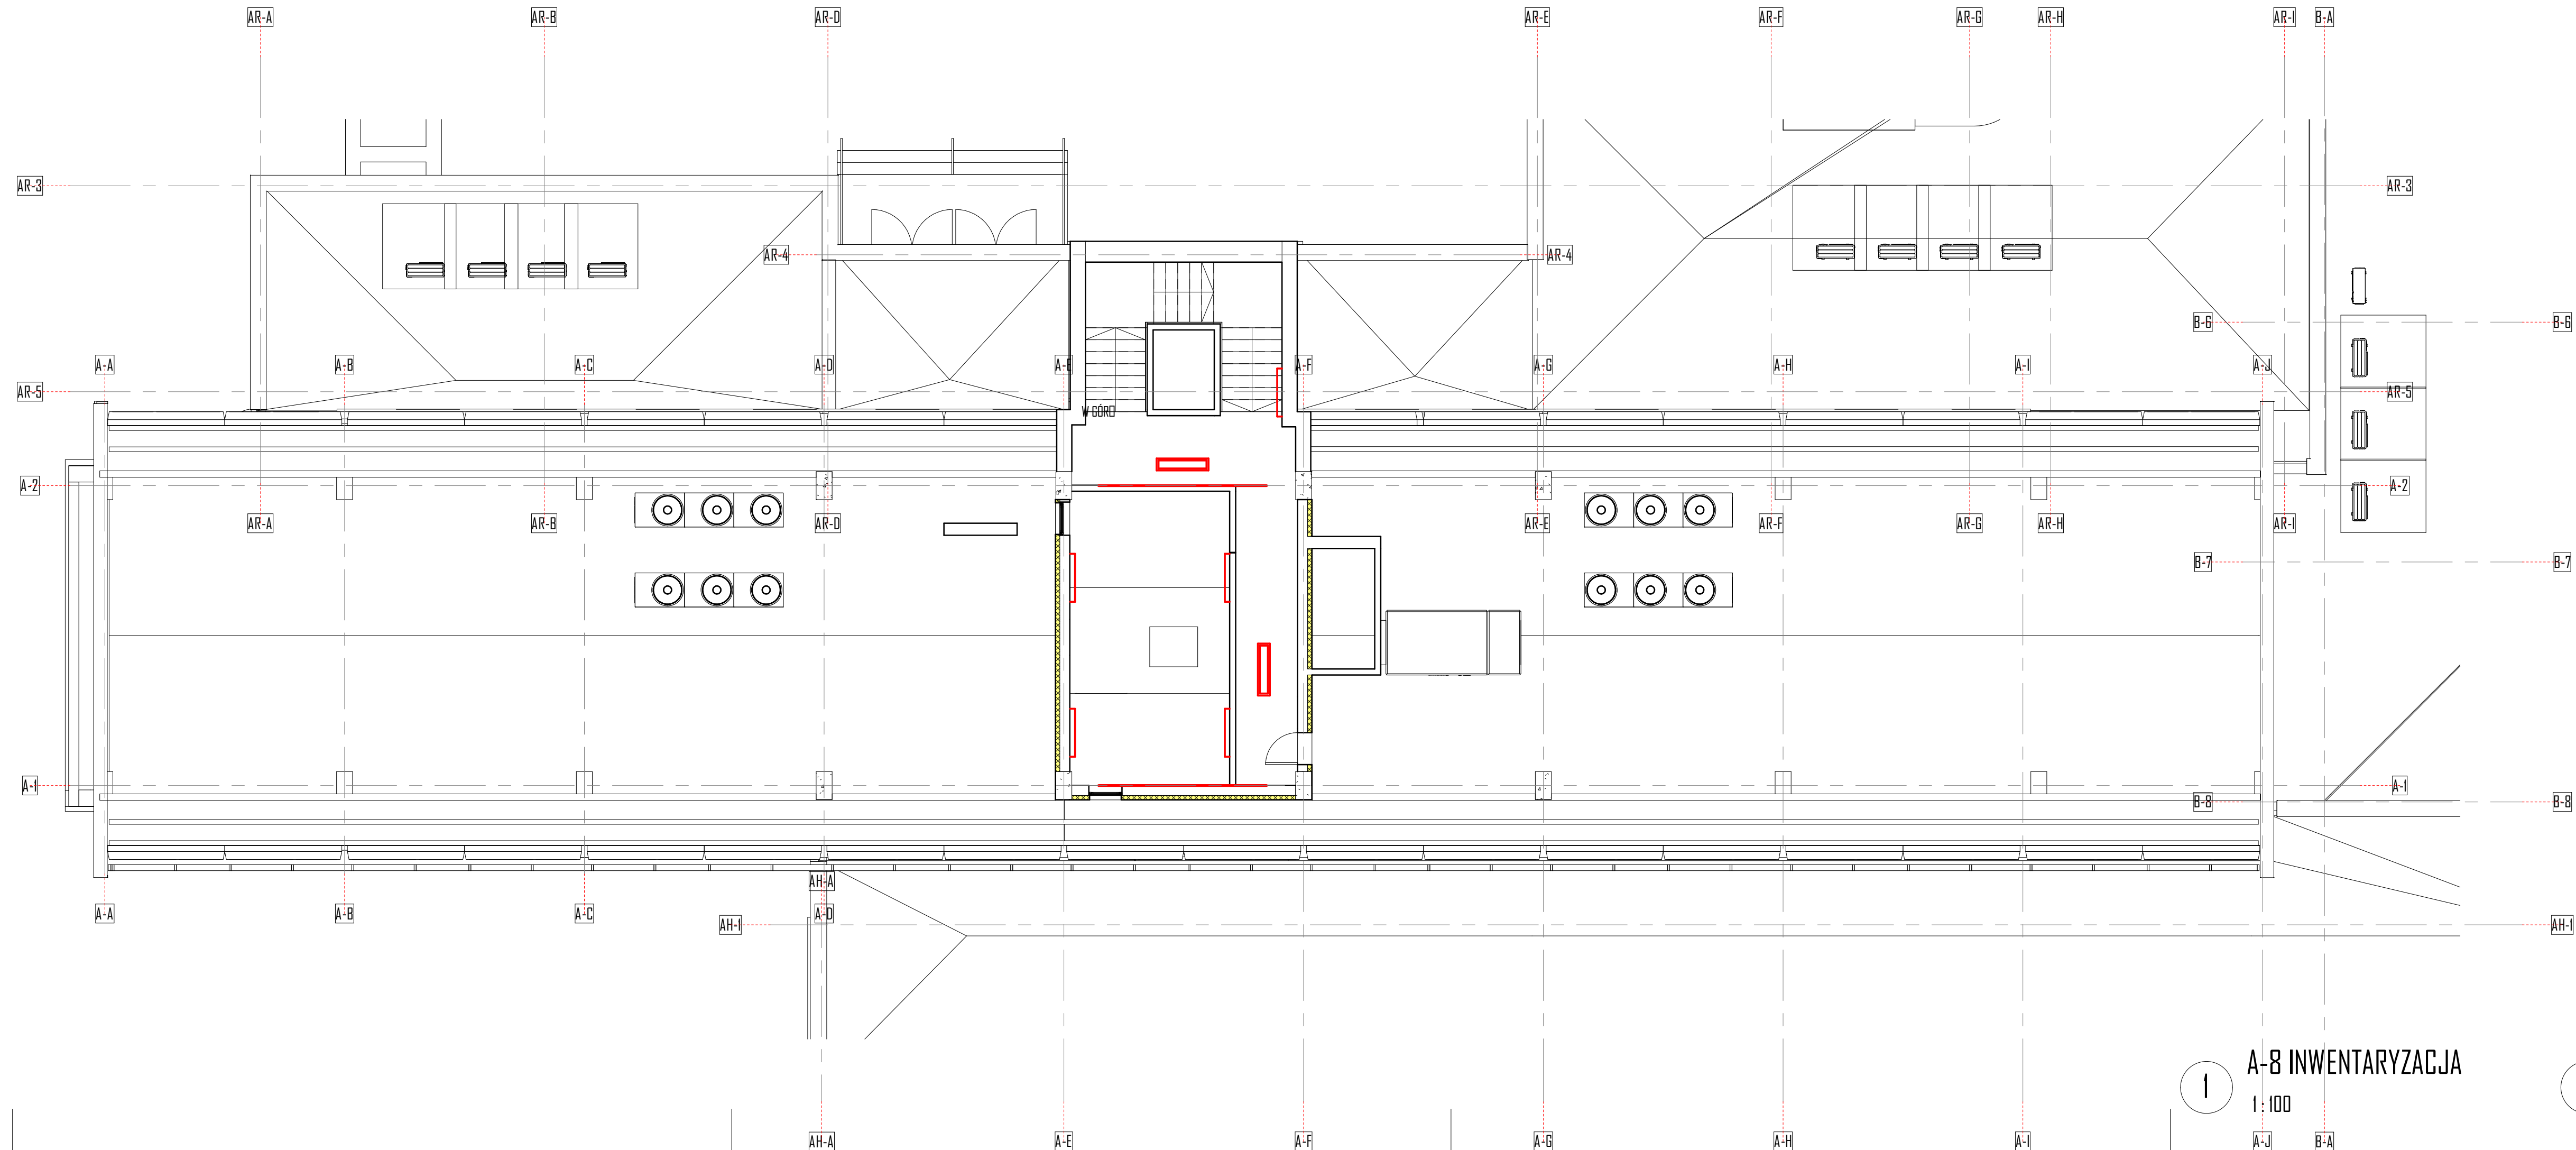 AR-A AR-B AR-D AR-E AR-F AR-G AR-H AR-I B-A
AR-3 AR-3
AR-4 AR-4
B-6 B-6
A-A A-B A-C A-D A-E A-F A-G A-H A-I A-J
AR-5 AR-5
W GÓRĘ
A-2 A-2
AR-A AR-B AR-D AR-E AR-F AR-G AR-H AR-I
B-7 B-7
A-1 A-1
B-8 B-8
AH-A
A-A A-B A-C A-D
AH-1 AH-1
1 A-8 INWENTARYZACJA
1 : 100
AH-A A-E A-F A-G A-H A-I A-J B-A